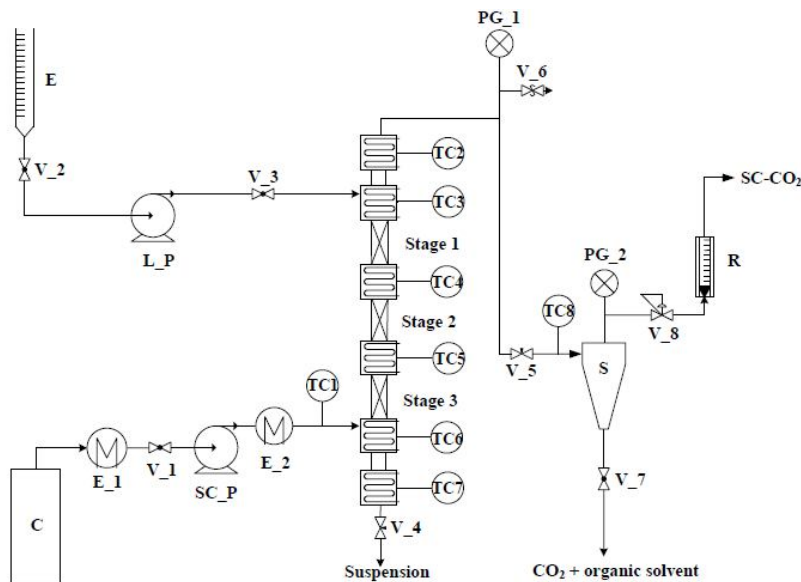 PG_1
E
V_6
TC2
V_2
V_3
TC3
SC-CO₂
L_P
Stage 1
PG_2
R
TC4
Stage 2
TC8
V_8
TC5
V_5
S
TC1
Stage 3
TC6
E_1
V_1
SC_P
E_2
TC7
V_7
C
V_4
Suspension
CO₂ + organic solvent